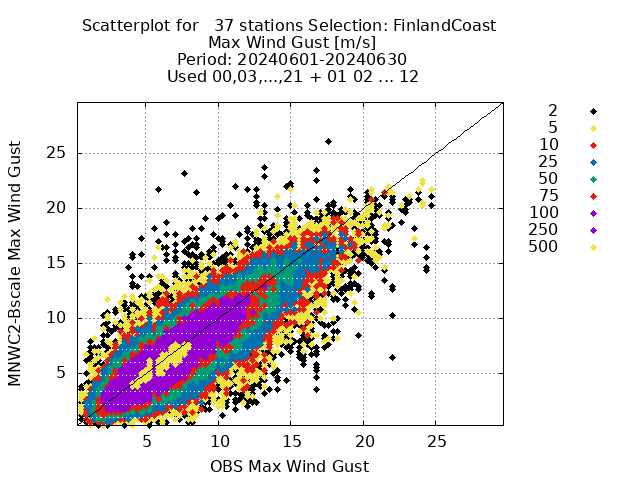 Scatterplot for   37 stations Selection: FinlandCoast
Max Wind Gust [m/s]
Period: 20240601-20240630
Used 00,03,...,21 + 01 02 ... 12
MNWC2-Bscale Max Wind Gust
25
20
15
10
5
5 10 15 20 25
OBS Max Wind Gust
2
5
10
25
50
75
100
250
500